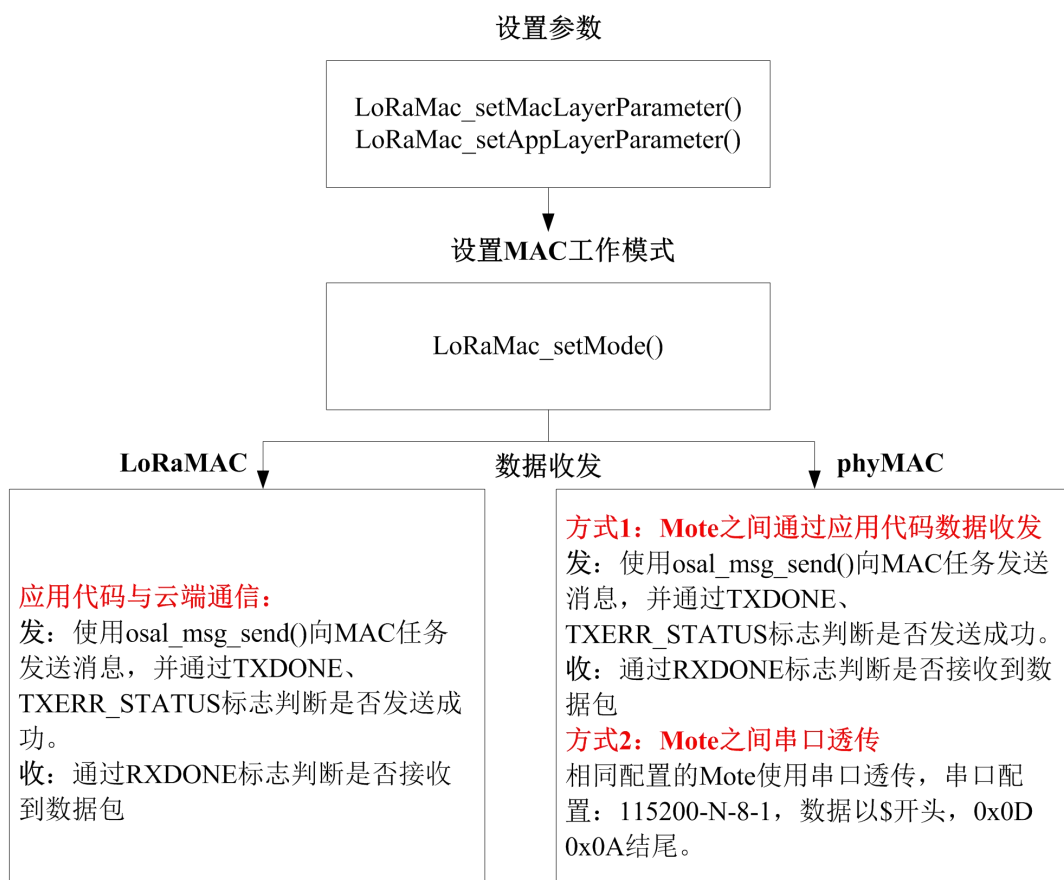 设置参数
LoRaMac_setMacLayerParameter()
LoRaMac_setAppLayerParameter()
设置MAC工作模式
LoRaMac_setMode()
LoRaMAC
数据收发
phyMAC
应用代码与云端通信：
发：使用osal_msg_send()向MAC任务
发送消息，并通过TXDONE、
TXERR_STATUS标志判断是否发送成
功。
收：通过RXDONE标志判断是否接收
到数据包
方式1：Mote之间通过应用代码数据收发
发：使用osal_msg_send()向MAC任务发送
消息，并通过TXDONE、
TXERR_STATUS标志判断是否发送成功。
收：通过RXDONE标志判断是否接收到数
据包
方式2：Mote之间串口透传
相同配置的Mote使用串口透传，串口配
置：115200-N-8-1，数据以$开头，0x0D
0x0A结尾。